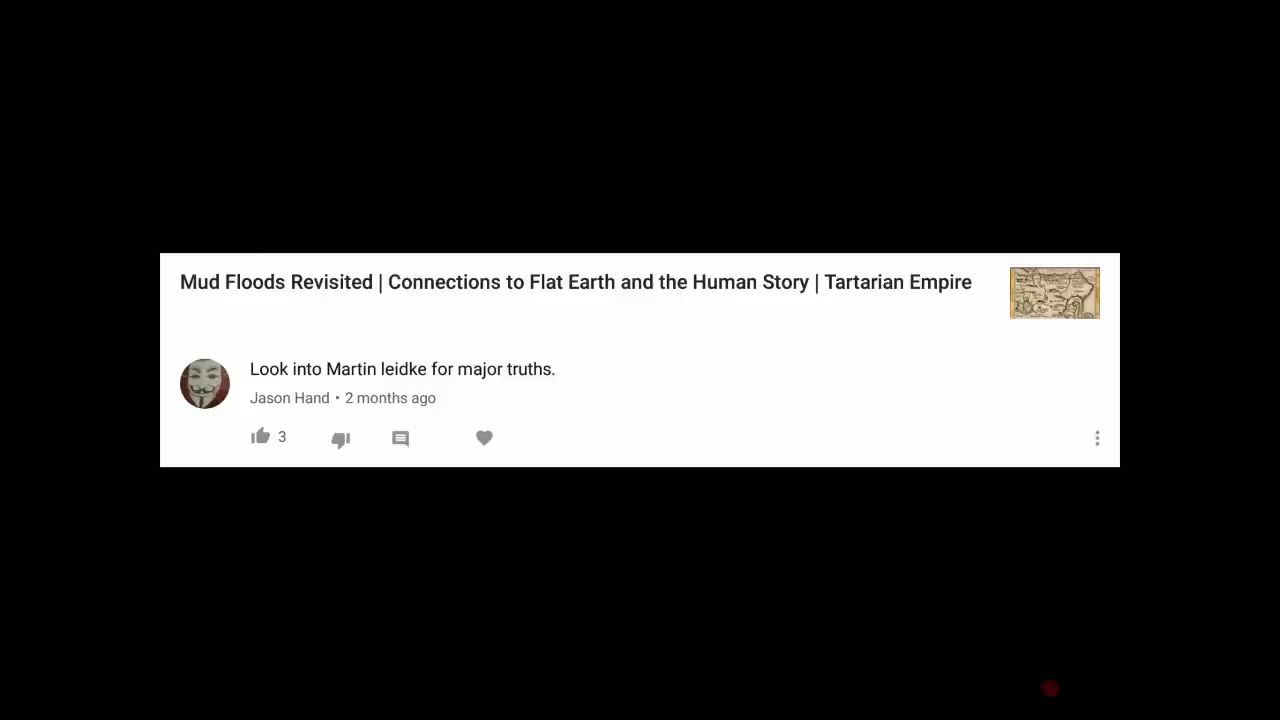 Mud Floods Revisited | Connections to Flat Earth and the Human Story | Tartarian Empire
Look into Martin leidke for major truths.
Jason Hand • 2 months ago
3